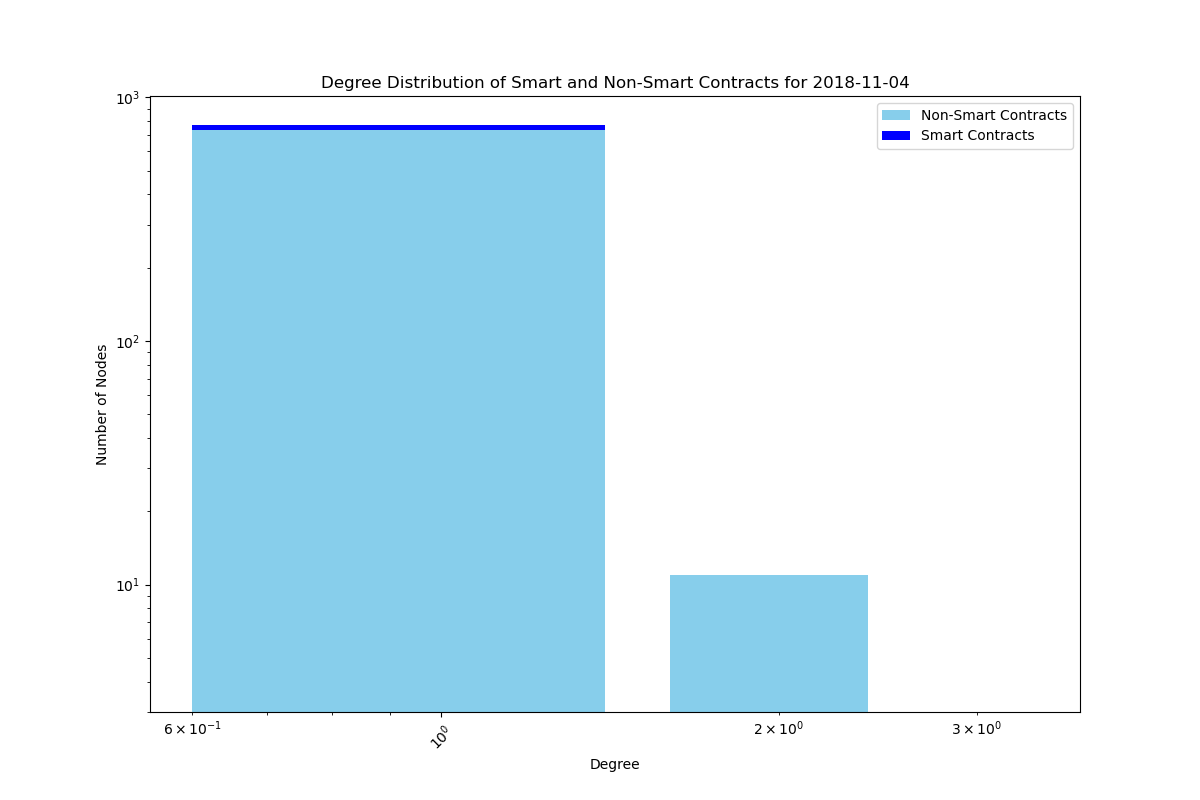 Degree Distribution of Smart and Non-Smart Contracts for 2018-11-04
Non-Smart Contracts
Smart Contracts
Number of Nodes
10³
10²
10¹
6 × 10⁻¹
10⁰
2 × 10⁰
3 × 10⁰
Degree